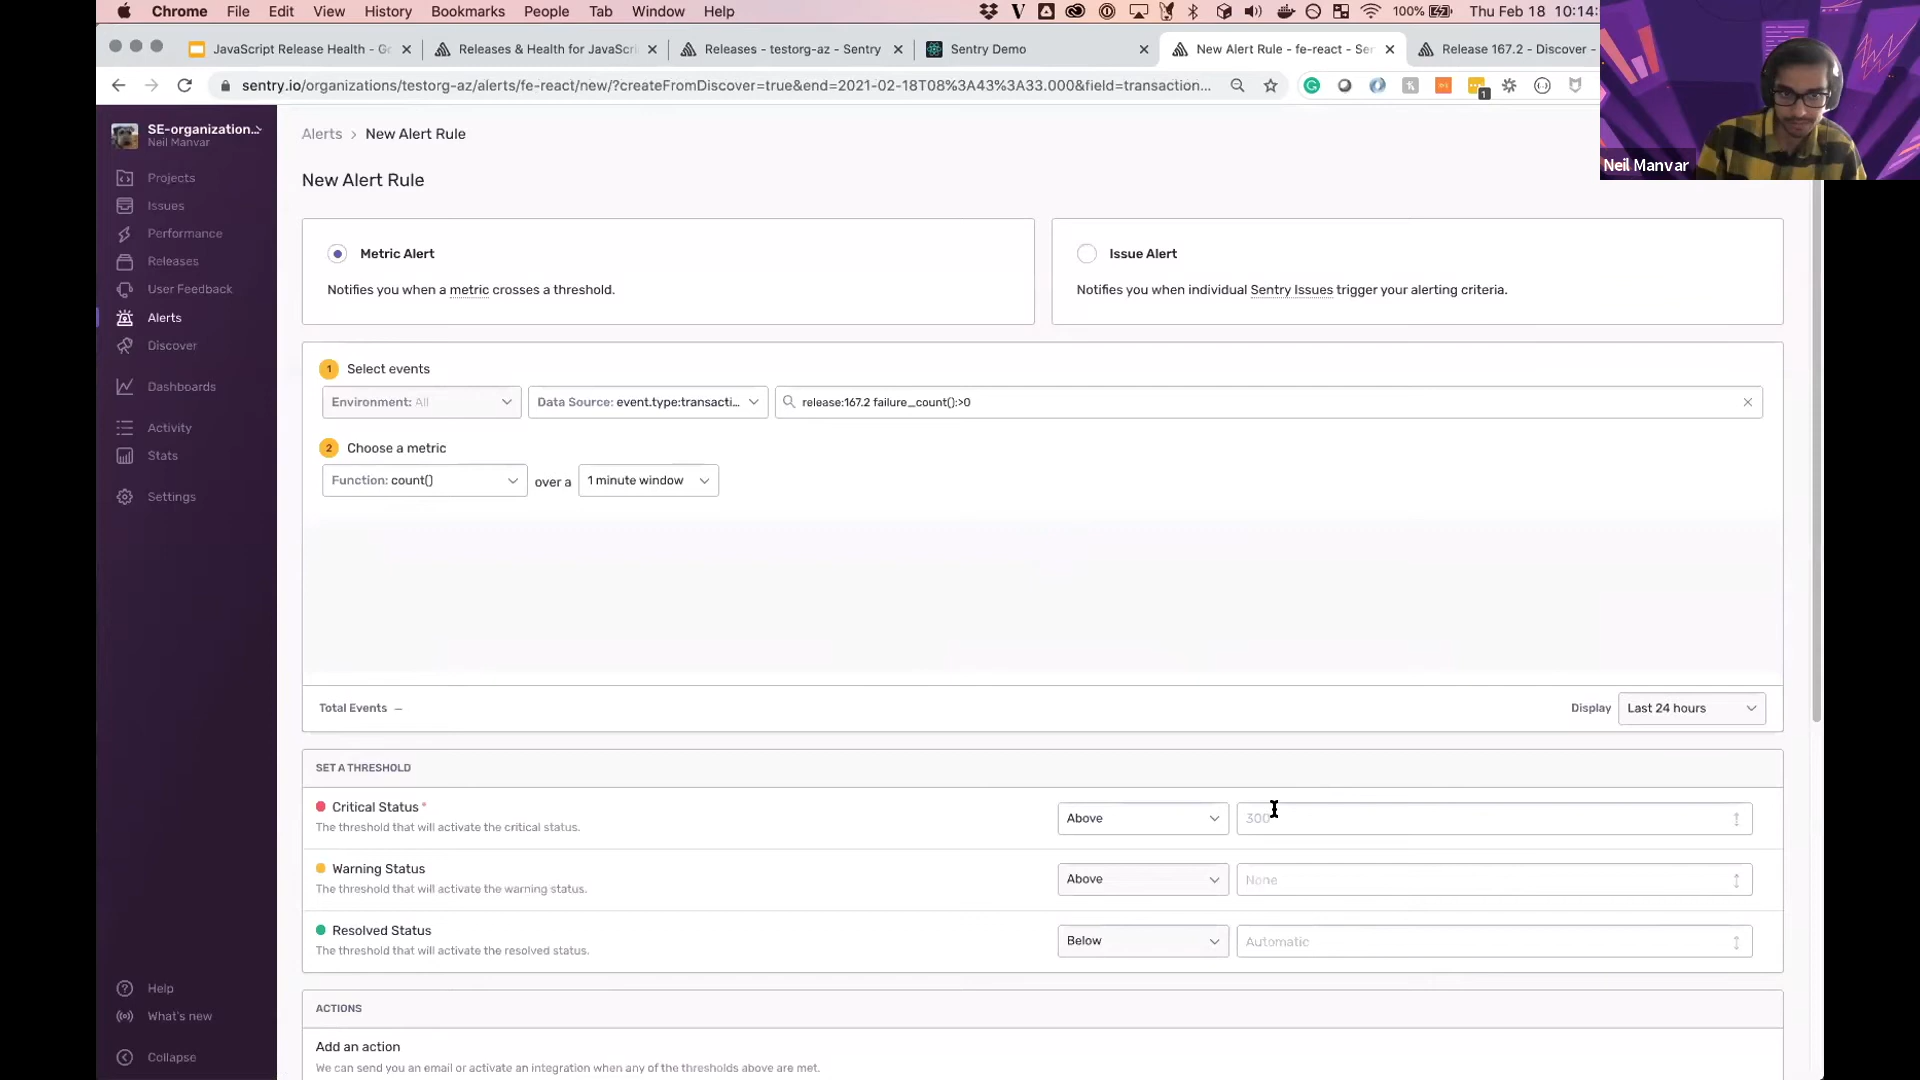 Chrome File Edit View History Bookmarks People Tab Window Help 100% Thu Feb 18 10:14:
JavaScript Release Health - Go
Releases & Health for JavaScri
Releases - testorg-az - Sentry
Sentry Demo
New Alert Rule - fe-react - Sen
Release 167.2 - Discover -
sentry.io/organizations/testorg-az/alerts/fe-react/new/?createFromDiscover=true&end=2021-02-18T08%3A43%3A33.000&field=transaction...
1
Neil Manvar
SE-organization...
Neil Manvar
Projects
Issues
Performance
Releases
User Feedback
Alerts
Discover
Dashboards
Activity
Stats
Settings
Help
What's new
Collapse
Alerts > New Alert Rule
New Alert Rule
Metric Alert
Notifies you when a metric crosses a threshold.
Issue Alert
Notifies you when individual Sentry Issues trigger your alerting criteria.
1 Select events
Environment: All
Data Source: event.type:transacti...
release:167.2 failure_count():>0
2 Choose a metric
Function: count() over a 1 minute window
Total Events —
Display Last 24 hours
SET A THRESHOLD
Critical Status *
The threshold that will activate the critical status.
Above 300
Warning Status
The threshold that will activate the warning status.
Above None
Resolved Status
The threshold that will activate the resolved status.
Below Automatic
ACTIONS
Add an action
We can send you an email or activate an integration when any of the thresholds above are met.